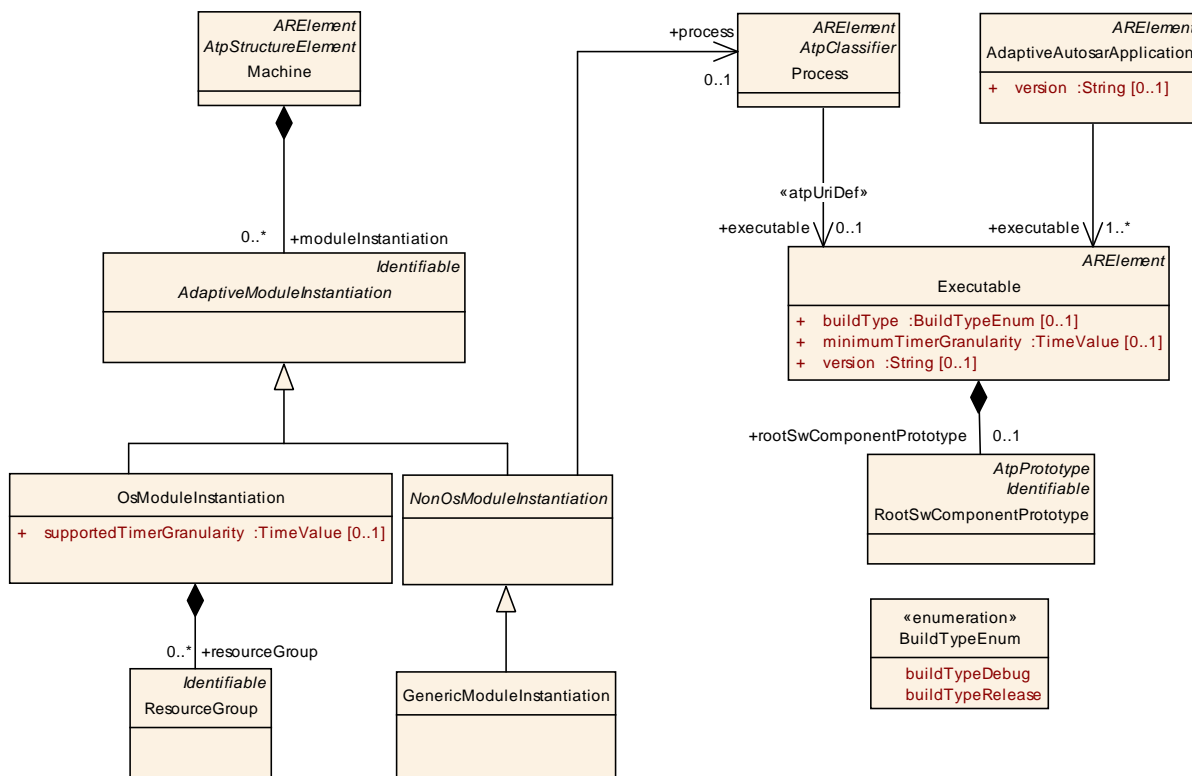 ARElement
AtpStructureElement
Machine
+process
0..1
ARElement
AtpClassifier
Process
ARElement
AdaptiveAutosarApplication
+ version :String [0..1]
«atpUriDef»
+executable
0..1
+executable
1..*
0..*
+moduleInstantiation
Identifiable
AdaptiveModuleInstantiation
ARElement
Executable
+ buildType :BuildTypeEnum [0..1]
+ minimumTimerGranularity :TimeValue [0..1]
+ version :String [0..1]
+rootSwComponentPrototype
0..1
OsModuleInstantiation
+ supportedTimerGranularity :TimeValue [0..1]
NonOsModuleInstantiation
AtpPrototype
Identifiable
RootSwComponentPrototype
0..*
+resourceGroup
Identifiable
ResourceGroup
GenericModuleInstantiation
«enumeration»
BuildTypeEnum
buildTypeDebug
buildTypeRelease